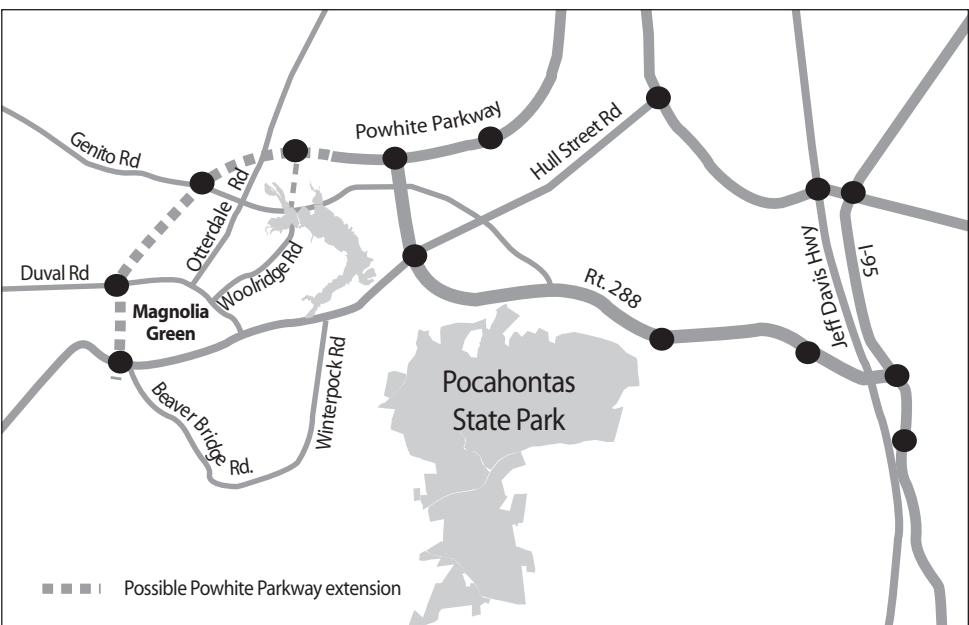 Powhite Parkway
Genito Rd
Hull Street Rd
Otterdale Rd
Woolridge Rd
Duval Rd
Magnolia
Green
Jeff Davis Hwy
I-95
Rt. 288
Winterpock Rd
Beaver Bridge Rd.
Pocahontas
State Park
Possible Powhite Parkway extension